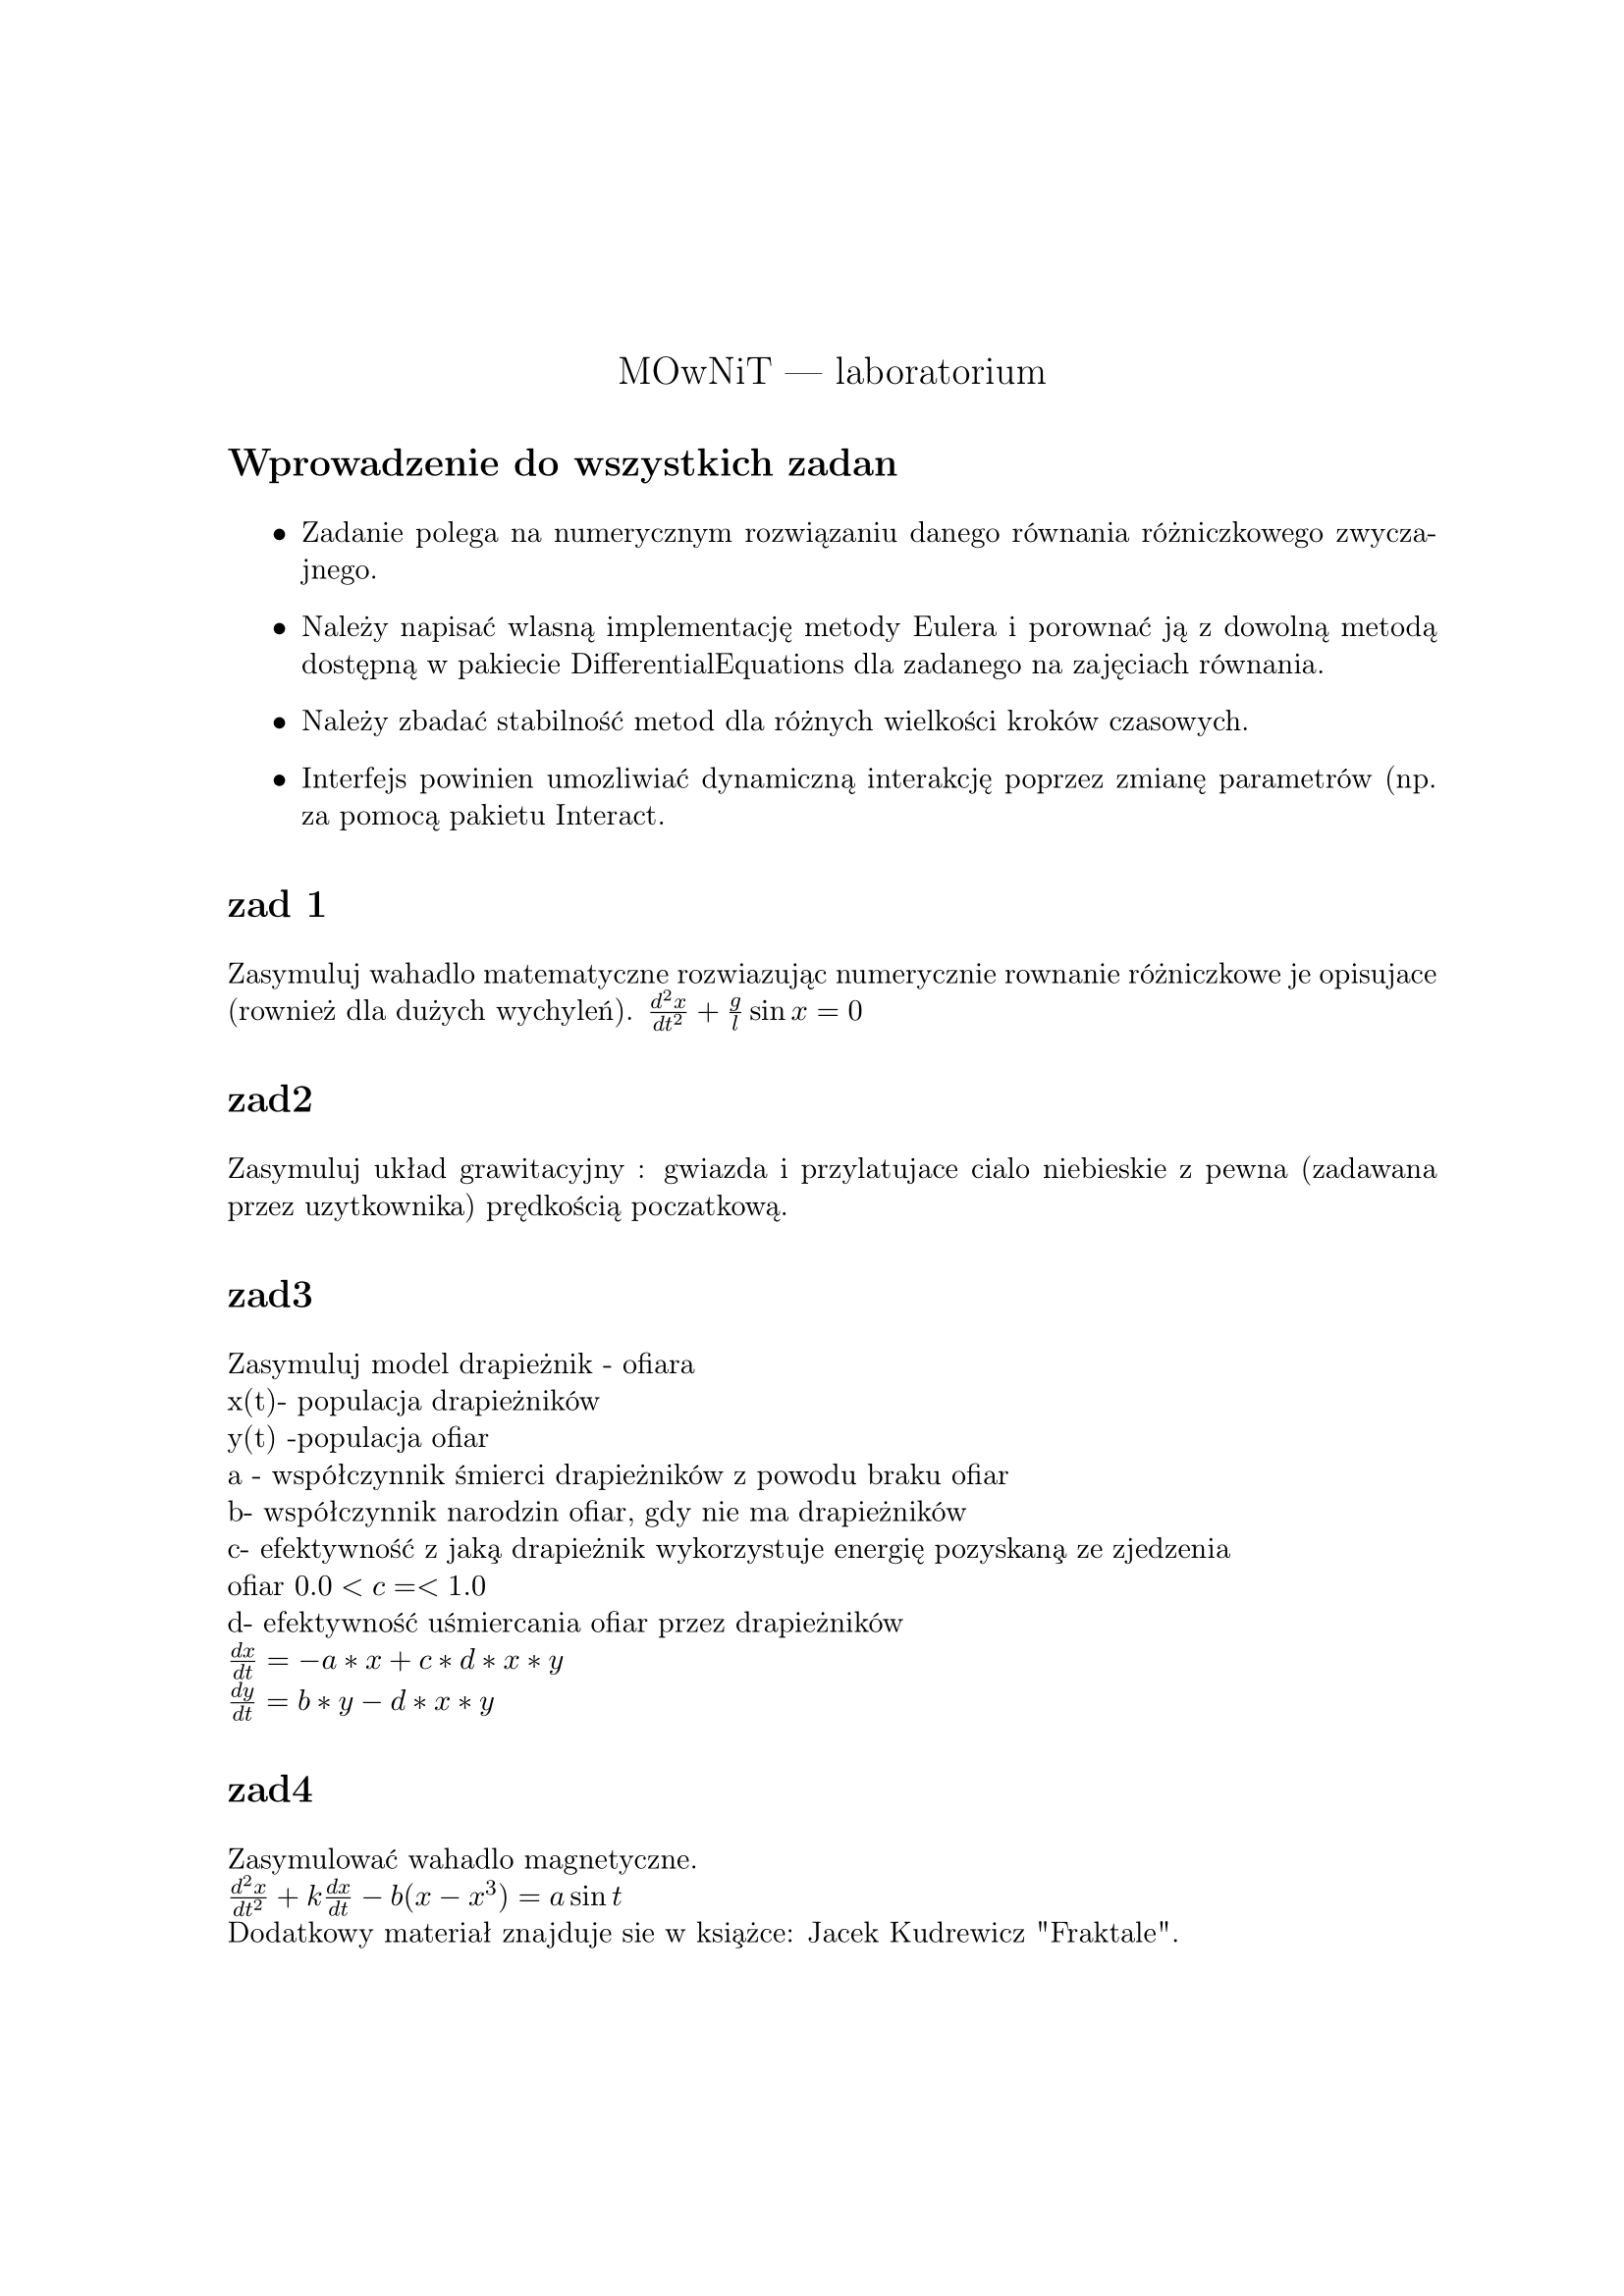 MOwNiT — laboratorium
Wprowadzenie do wszystkich zadan
• Zadanie polega na numerycznym rozwiązaniu danego równania różniczkowego zwycza-
jnego.
• Należy napisać wlasną implementację metody Eulera i porownać ją z dowolną metodą
dostępną w pakiecie DifferentialEquations dla zadanego na zajęciach równania.
• Należy zbadać stabilność metod dla różnych wielkości kroków czasowych.
• Interfejs powinien umozliwiać dynamiczną interakcję poprzez zmianę parametrów (np.
za pomocą pakietu Interact.
zad 1
Zasymuluj wahadlo matematyczne rozwiazując numerycznie rownanie różniczkowe je opisujace
(rownież dla dużych wychyleń). $\frac{d^2x}{dt^2} + \frac{g}{l} \sin x = 0$
zad2
Zasymuluj układ grawitacyjny : gwiazda i przylatujace cialo niebieskie z pewna (zadawana
przez uzytkownika) prędkością poczatkową.
zad3
Zasymuluj model drapieżnik - ofiara
x(t)- populacja drapieżników
y(t) -populacja ofiar
a - współczynnik śmierci drapieżników z powodu braku ofiar
b- współczynnik narodzin ofiar, gdy nie ma drapieżników
c- efektywność z jaką drapieżnik wykorzystuje energię pozyskaną ze zjedzenia
ofiar $0.0 < c =< 1.0$
d- efektywność uśmiercania ofiar przez drapieżników
$\frac{dx}{dt} = -a * x + c * d * x * y$
$\frac{dy}{dt} = b * y - d * x * y$
zad4
Zasymulować wahadlo magnetyczne.
$\frac{d^2x}{dt^2} + k\frac{dx}{dt} - b(x - x^3) = a \sin t$
Dodatkowy materiał znajduje sie w książce: Jacek Kudrewicz "Fraktale".